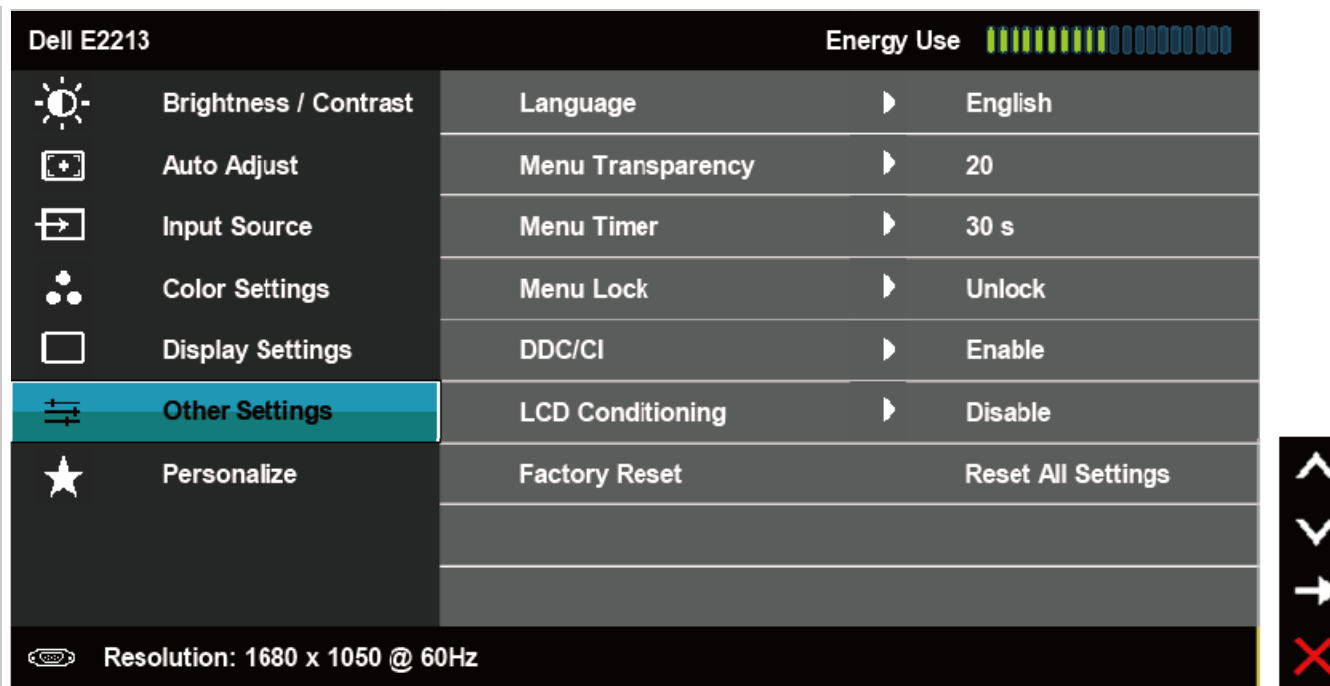 Dell E2213 Energy Use
Brightness / Contrast Language English
Auto Adjust Menu Transparency 20
Input Source Menu Timer 30 s
Color Settings Menu Lock Unlock
Display Settings DDC/CI Enable
Other Settings LCD Conditioning Disable
Personalize Factory Reset Reset All Settings
Resolution: 1680 x 1050 @ 60Hz